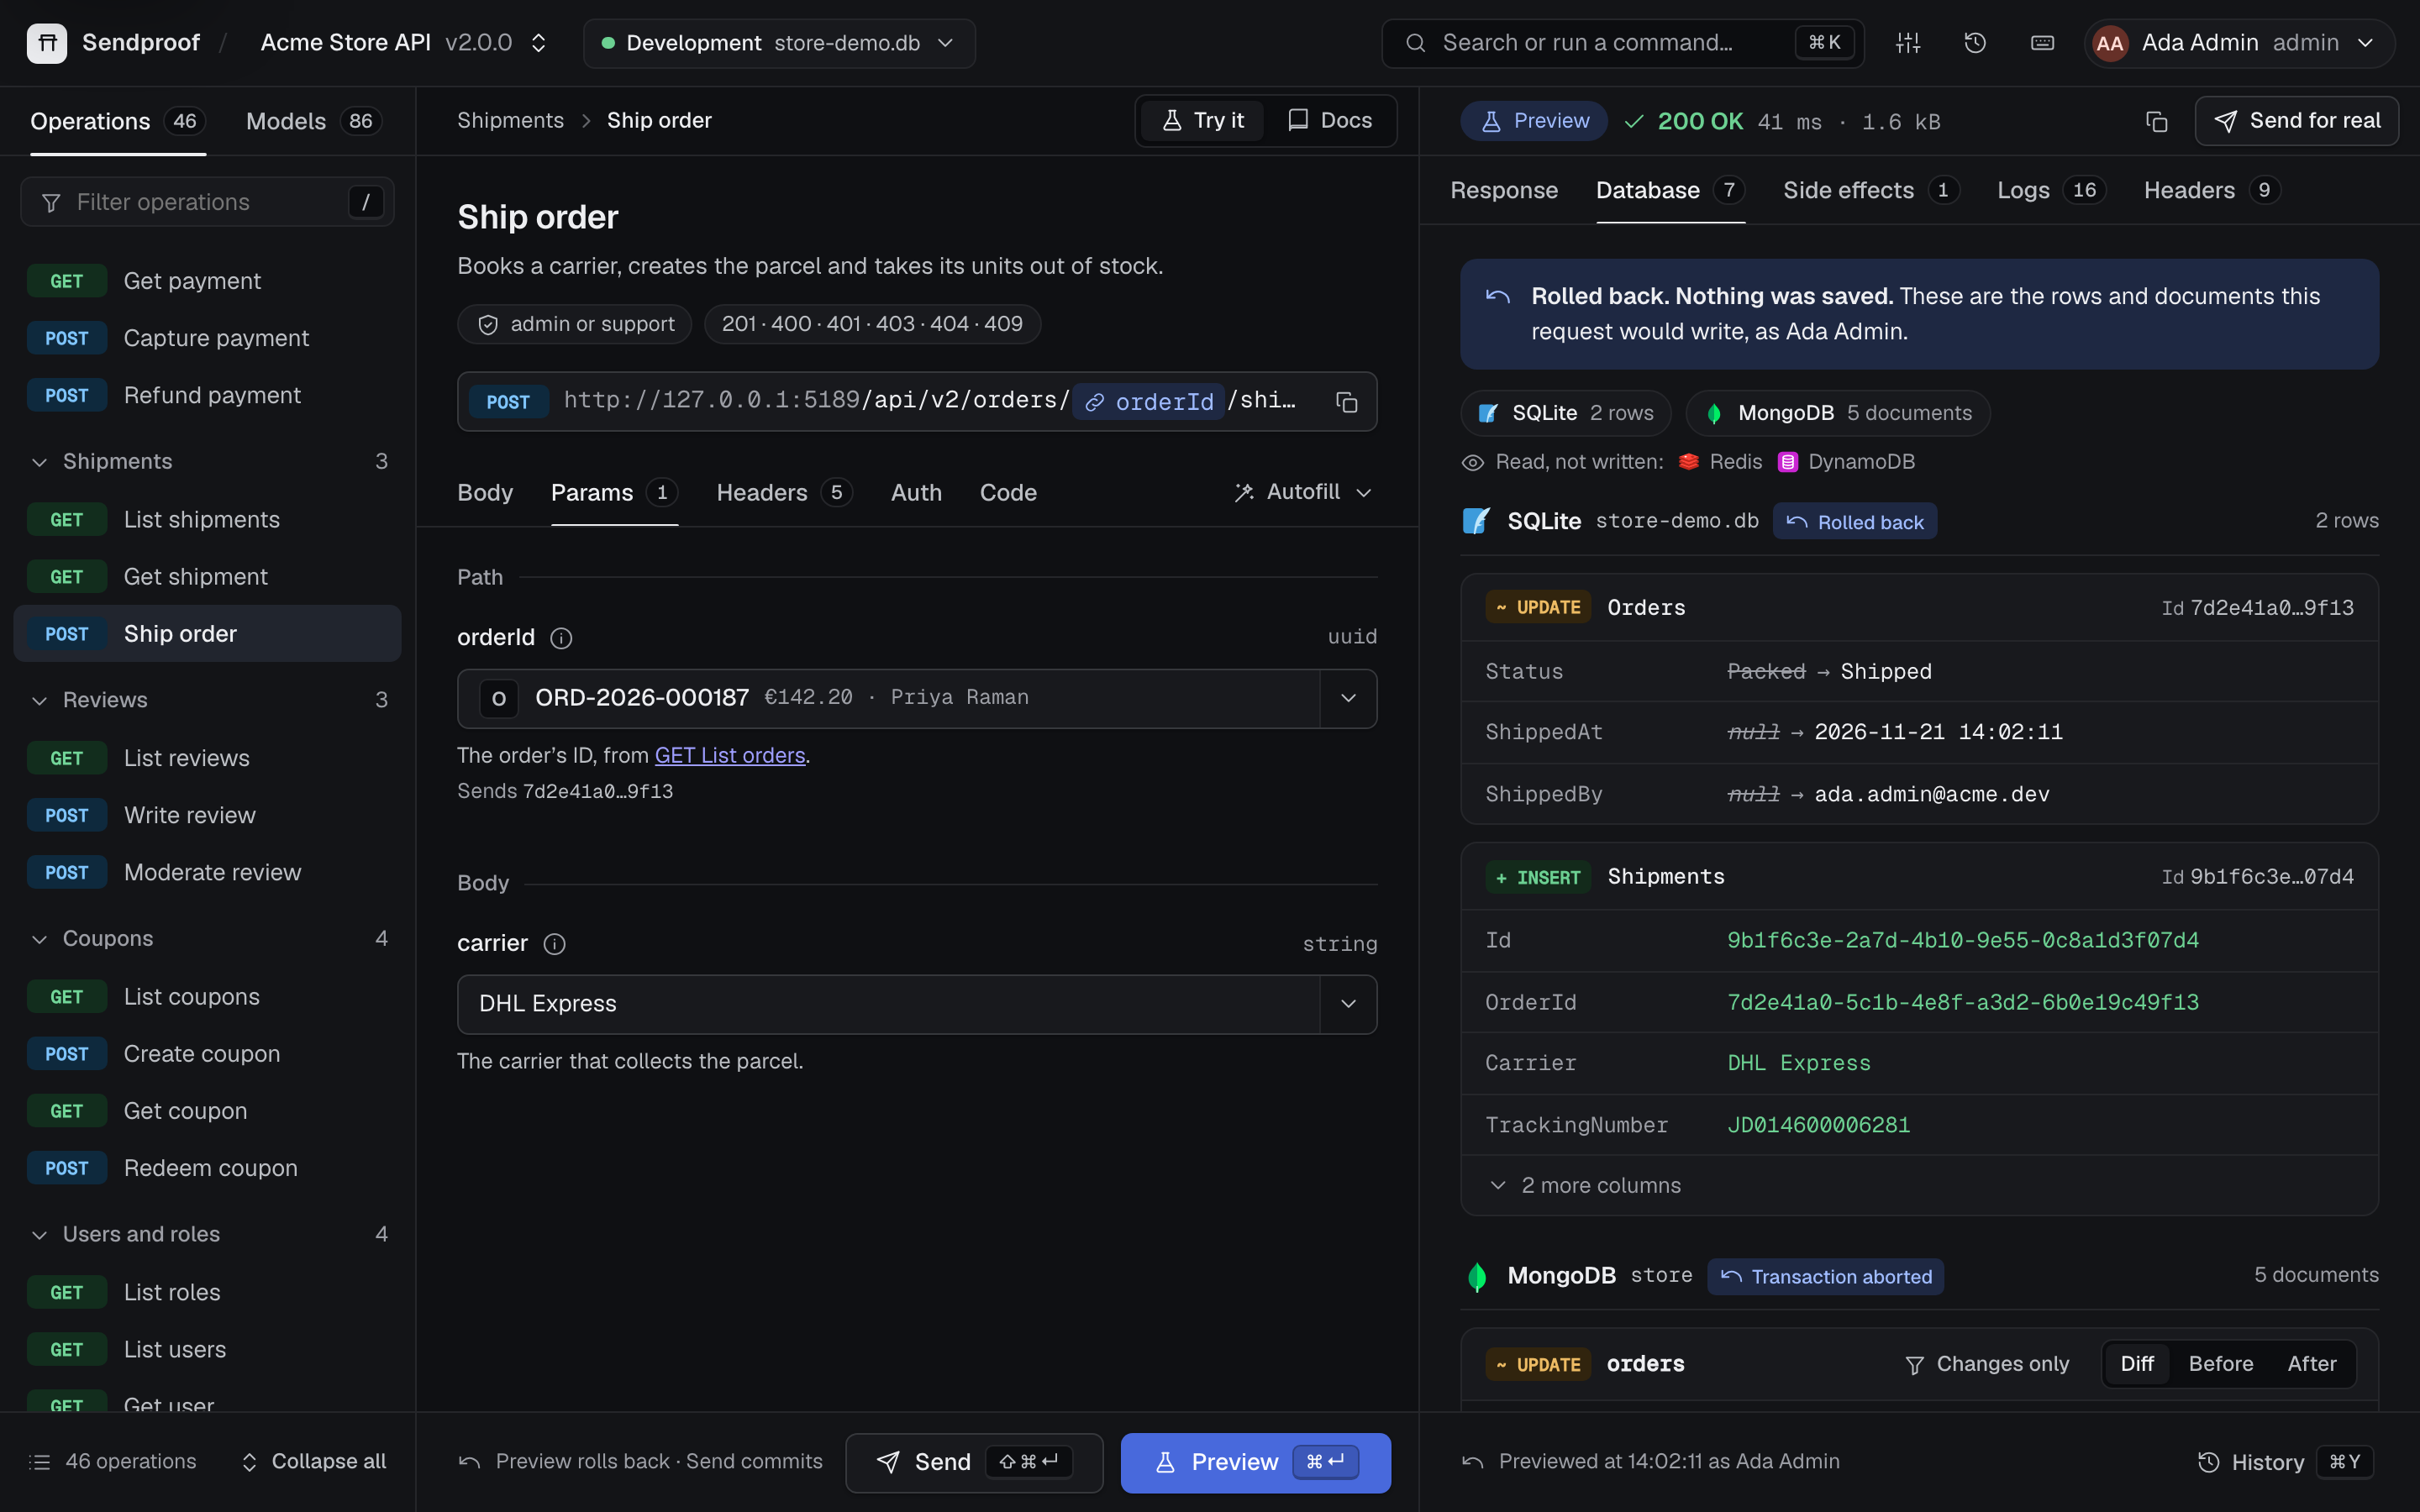 Sendproof / Acme Store API v2.0.0
Development store-demo.db
Search or run a command… ⌘K
AA Ada Admin admin
Operations 46 Models 86
Filter operations /
GET Get payment
POST Capture payment
POST Refund payment
Shipments 3
GET List shipments
GET Get shipment
POST Ship order
Reviews 3
GET List reviews
POST Write review
POST Moderate review
Coupons 4
GET List coupons
POST Create coupon
GET Get coupon
POST Redeem coupon
Users and roles 4
GET List roles
GET List users
GET Get user
46 operations Collapse all
Shipments > Ship order
Try it Docs
Ship order
Books a carrier, creates the parcel and takes its units out of stock.
admin or support 201 · 400 · 401 · 403 · 404 · 409
POST http://127.0.0.1:5189/api/v2/orders/ orderId /shi…
Body Params 1 Headers 5 Auth Code Autofill
Path
orderId uuid
O ORD-2026-000187 €142.20 · Priya Raman
The order's ID, from GET List orders.
Sends 7d2e41a0…9f13
Body
carrier string
DHL Express
The carrier that collects the parcel.
Preview rolls back · Send commits Send ⇧⌘↵ Preview ⌘↵
Preview ✓ 200 OK 41 ms · 1.6 kB Send for real
Response Database 7 Side effects 1 Logs 16 Headers 9
Rolled back. Nothing was saved. These are the rows and documents this
request would write, as Ada Admin.
SQLite 2 rows MongoDB 5 documents
Read, not written: Redis DynamoDB
SQLite store-demo.db Rolled back 2 rows
~ UPDATE Orders Id 7d2e41a0…9f13
Status Packed → Shipped
ShippedAt null → 2026-11-21 14:02:11
ShippedBy null → ada.admin@acme.dev
+ INSERT Shipments Id 9b1f6c3e…07d4
Id 9b1f6c3e-2a7d-4b10-9e55-0c8a1d3f07d4
OrderId 7d2e41a0-5c1b-4e8f-a3d2-6b0e19c49f13
Carrier DHL Express
TrackingNumber JD014600006281
2 more columns
MongoDB store Transaction aborted 5 documents
~ UPDATE orders Changes only Diff Before After
Previewed at 14:02:11 as Ada Admin History ⌘Y